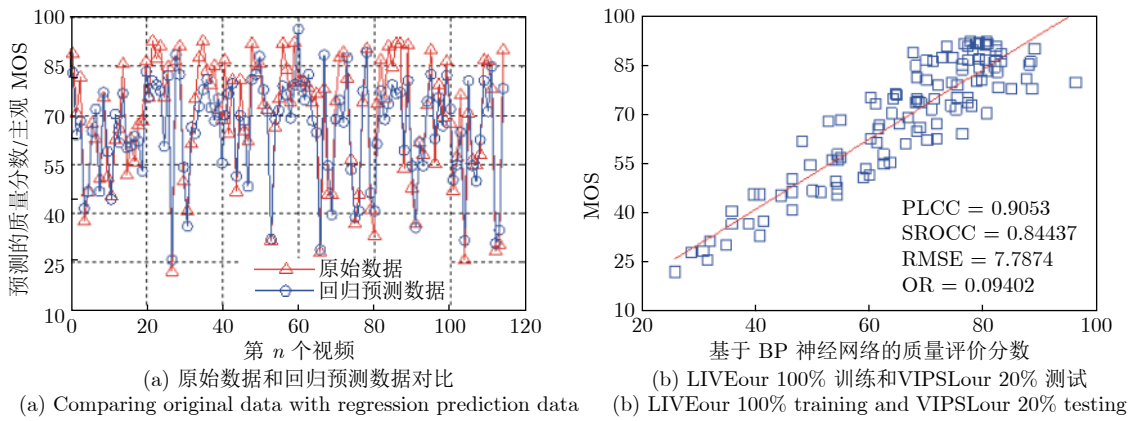 预测的质量分数/主观 MOS
100
85
70
55
40
25
10
0
20
40
60
80
100
120
原始数据
回归预测数据
第 n 个视频
(a) 原始数据和回归预测数据对比
(a) Comparing original data with regression prediction data
MOS
85
70
55
40
25
10
20
40
60
80
100
PLCC = 0.9053
SROCC = 0.84437
RMSE = 7.7874
OR = 0.09402
基于 BP 神经网络的质量评价分数
(b) LIVEour 100% 训练和VIPSLour 20% 测试
(b) LIVEour 100% training and VIPSLour 20% testing